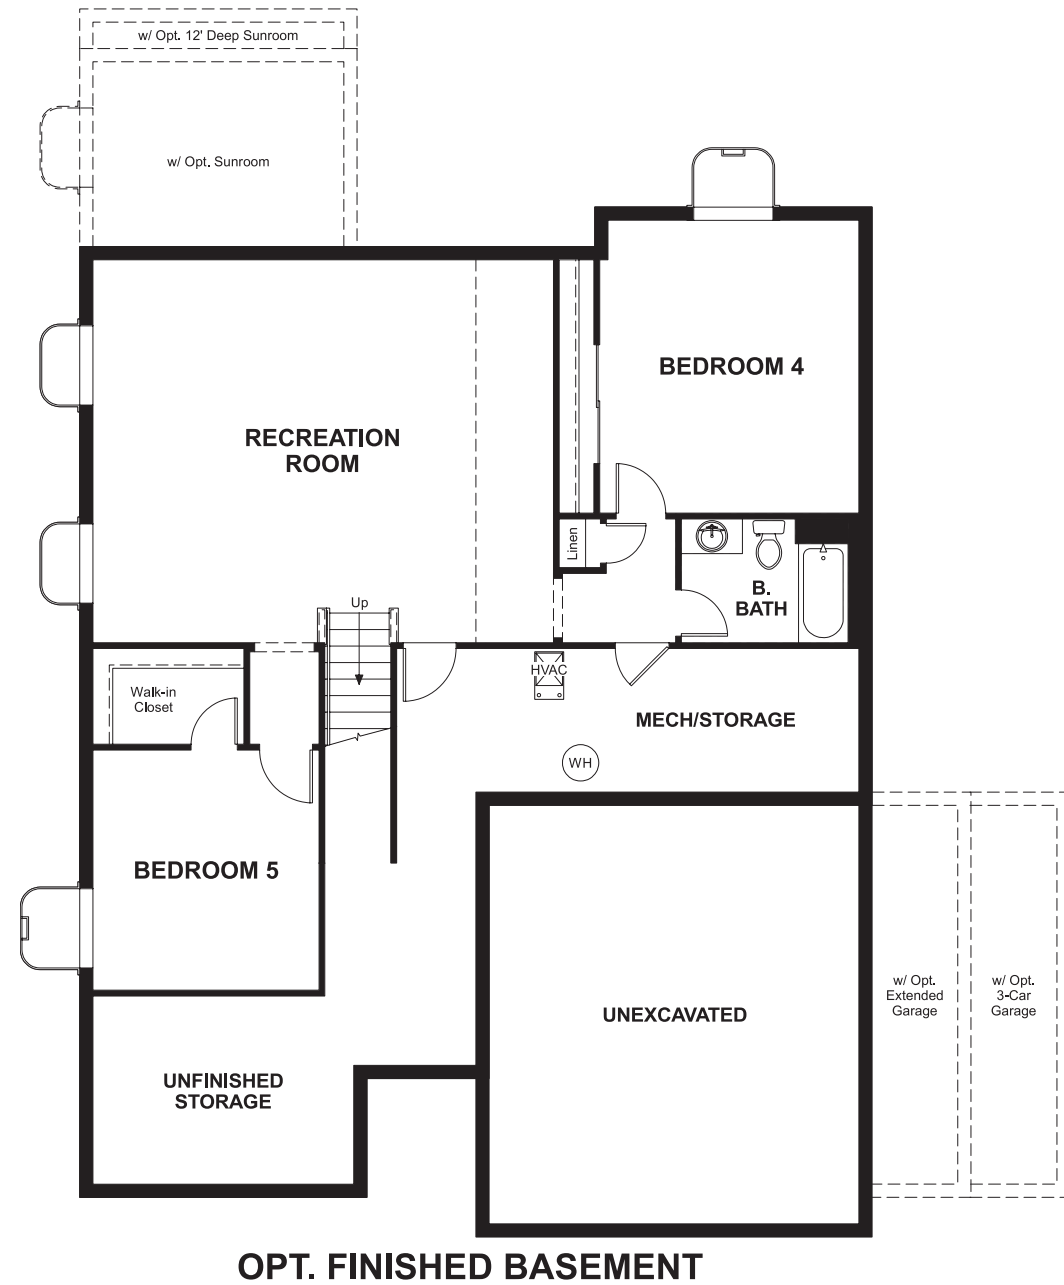 w/ Opt. 12' Deep Sunroom
w/ Opt. Sunroom
BEDROOM 4
RECREATION
ROOM
Linen
B.
BATH
Up
HVAC
Walk-in
Closet
MECH/STORAGE
WH
BEDROOM 5
w/ Opt.
Extended
Garage
w/ Opt.
3-Car
Garage
UNEXCAVATED
UNFINISHED
STORAGE
OPT. FINISHED BASEMENT